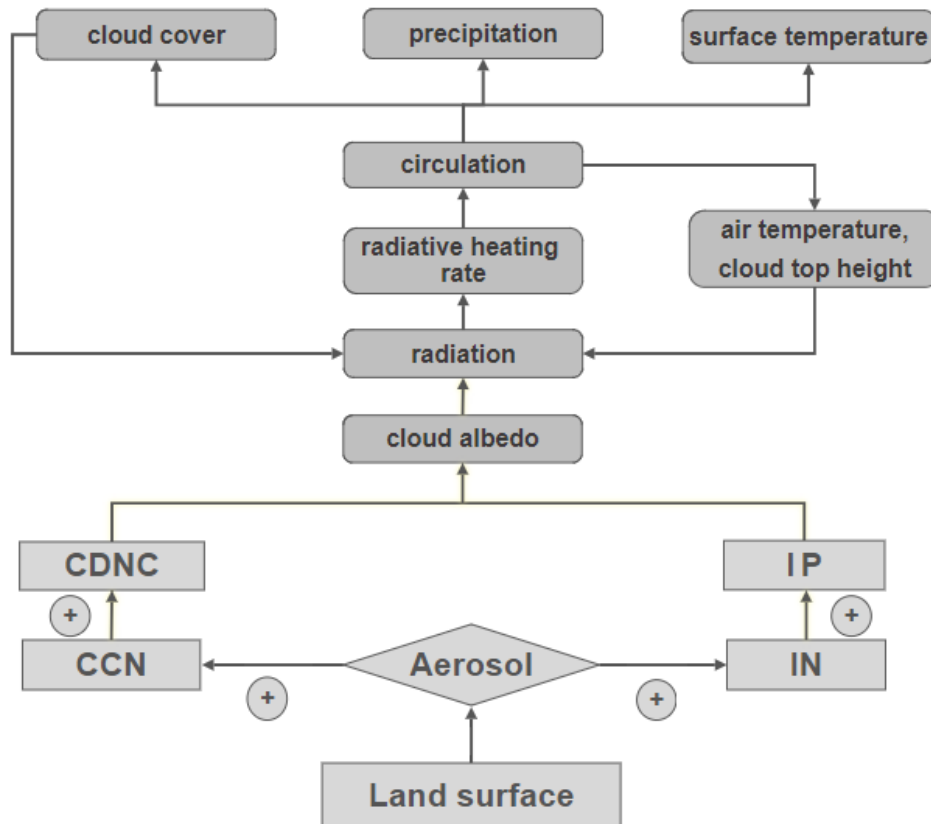 cloud cover
precipitation
surface temperature
circulation
radiative heating
rate
air temperature,
cloud top height
radiation
cloud albedo
CDNC
IP
+
+
CCN
Aerosol
IN
+
+
Land surface